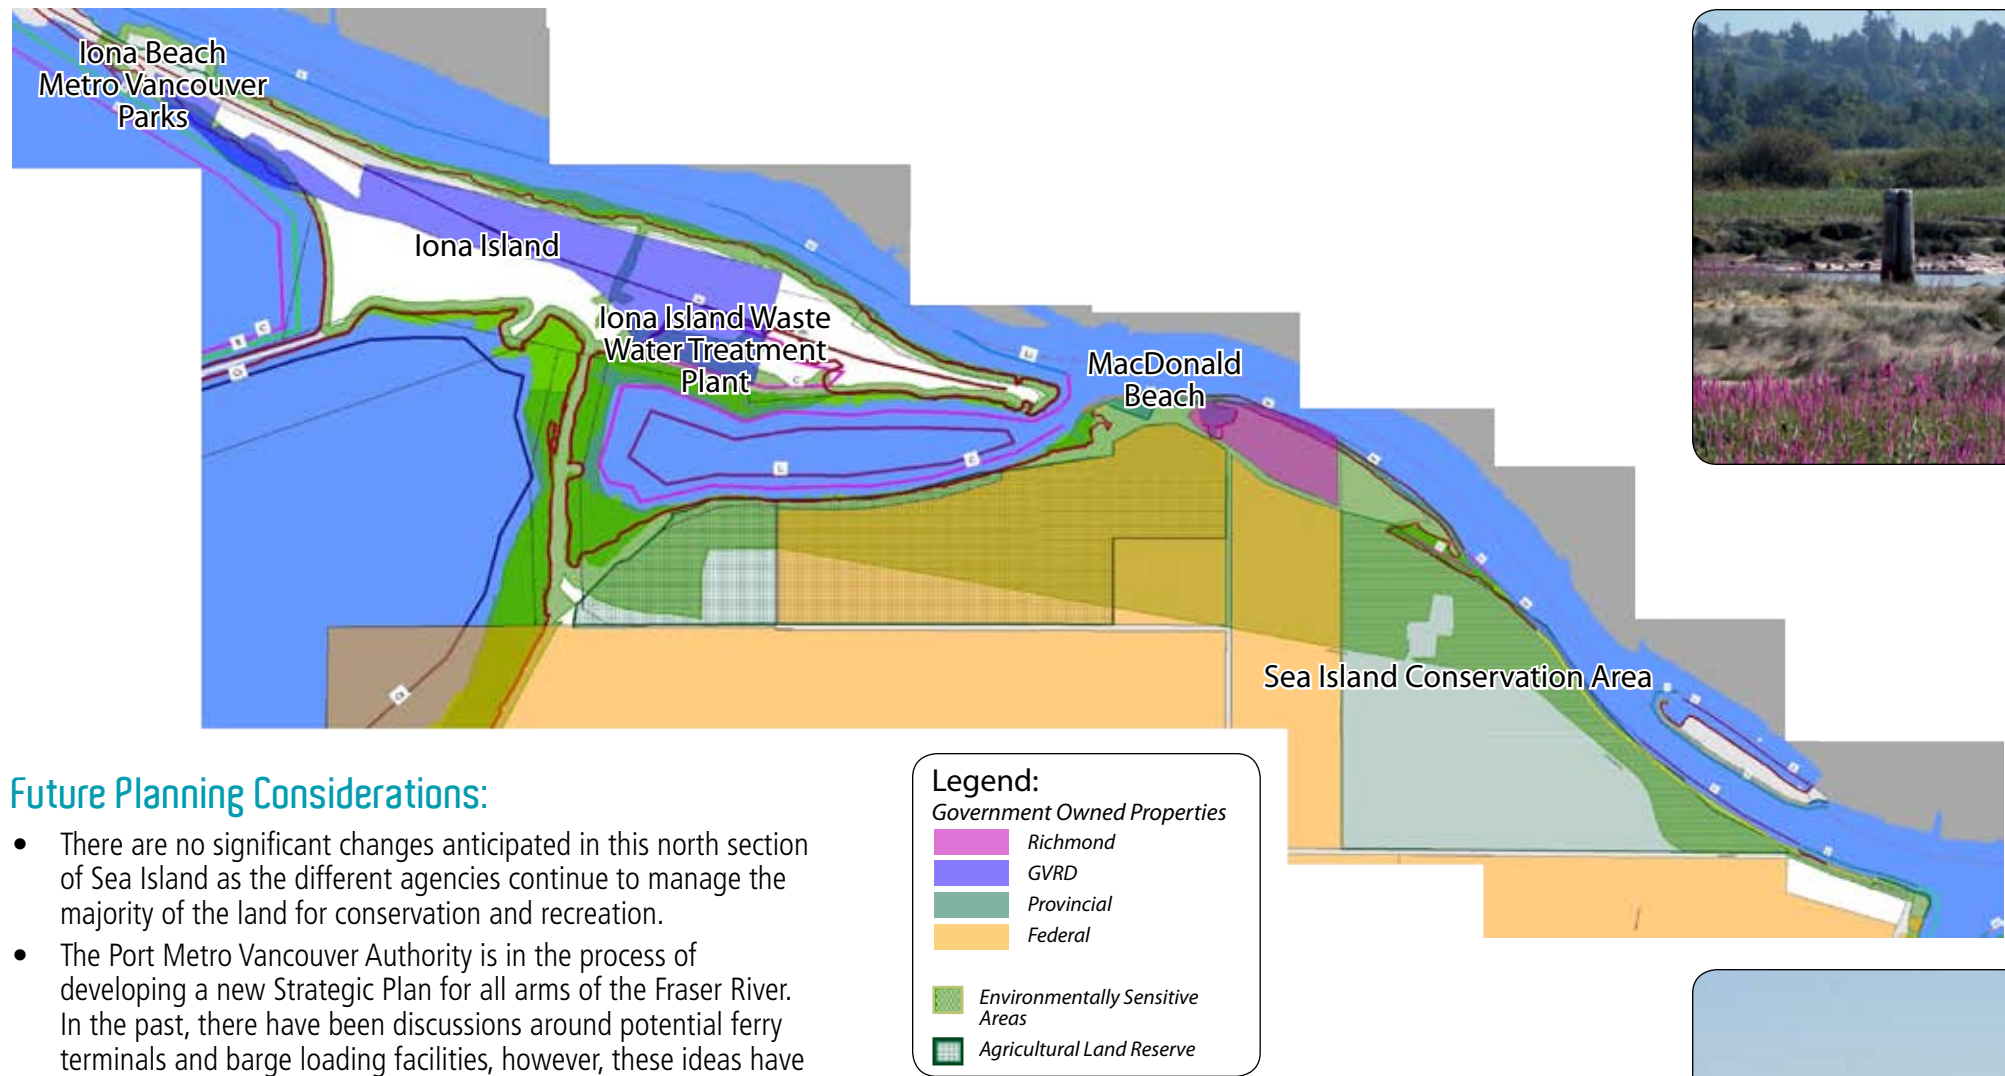 Iona Beach
Metro Vancouver
Parks
Iona Island
Iona Island Waste
Water Treatment
Plant
MacDonald
Beach
Sea Island Conservation Area
Future Planning Considerations:
• There are no significant changes anticipated in this north section
of Sea Island as the different agencies continue to manage the
majority of the land for conservation and recreation.
• The Port Metro Vancouver Authority is in the process of
developing a new Strategic Plan for all arms of the Fraser River.
In the past, there have been discussions around potential ferry
terminals and barge loading facilities, however, these ideas have
Legend:
Government Owned Properties
Richmond
GVRD
Provincial
Federal
Environmentally Sensitive
Areas
Agricultural Land Reserve